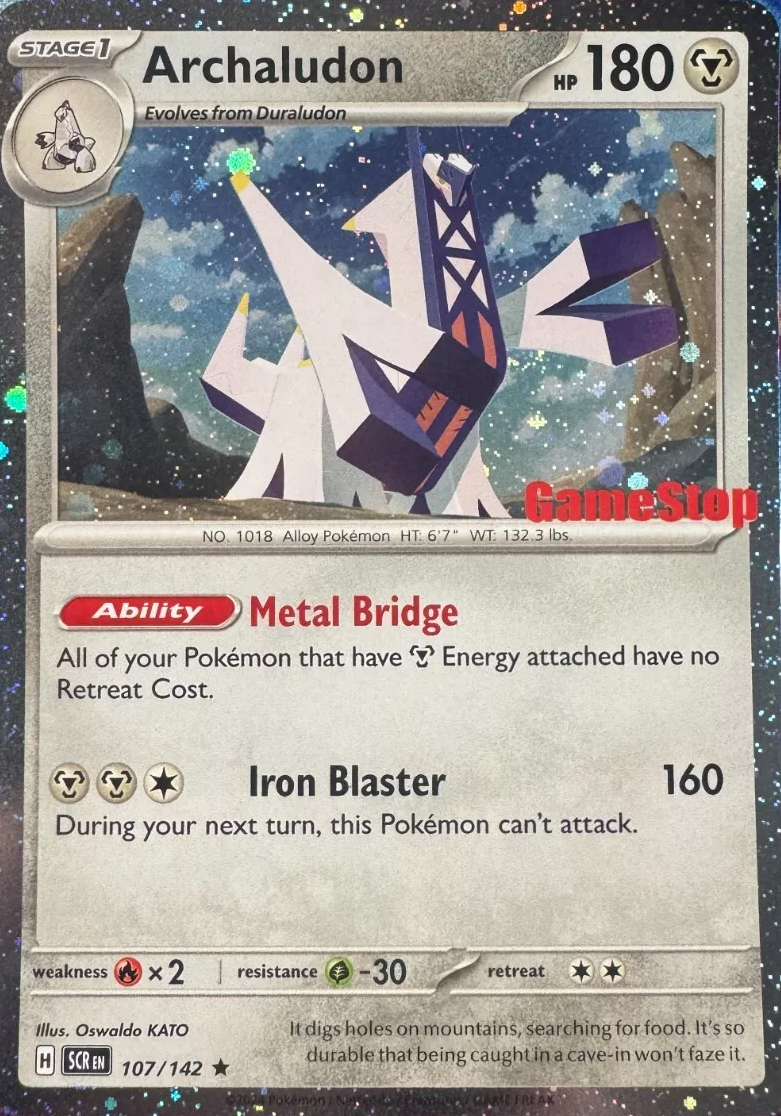 STAGE 1 Archaludon HP 180
Evolves from Duraludon
GameStop
NO. 1018 Alloy Pokémon HT: 6'7" WT: 132.3 lbs.
Ability Metal Bridge
All of your Pokémon that have Energy attached have no
Retreat Cost.
Iron Blaster 160
During your next turn, this Pokémon can't attack.
weakness ×2 resistance -30 retreat
Illus. Oswaldo KATO
It digs holes on mountains, searching for food. It's so
durable that being caught in a cave-in won't faze it.
H SCR EN 107/142 ★
©2024 Pokémon / Nintendo / Creatures / GAME FREAK